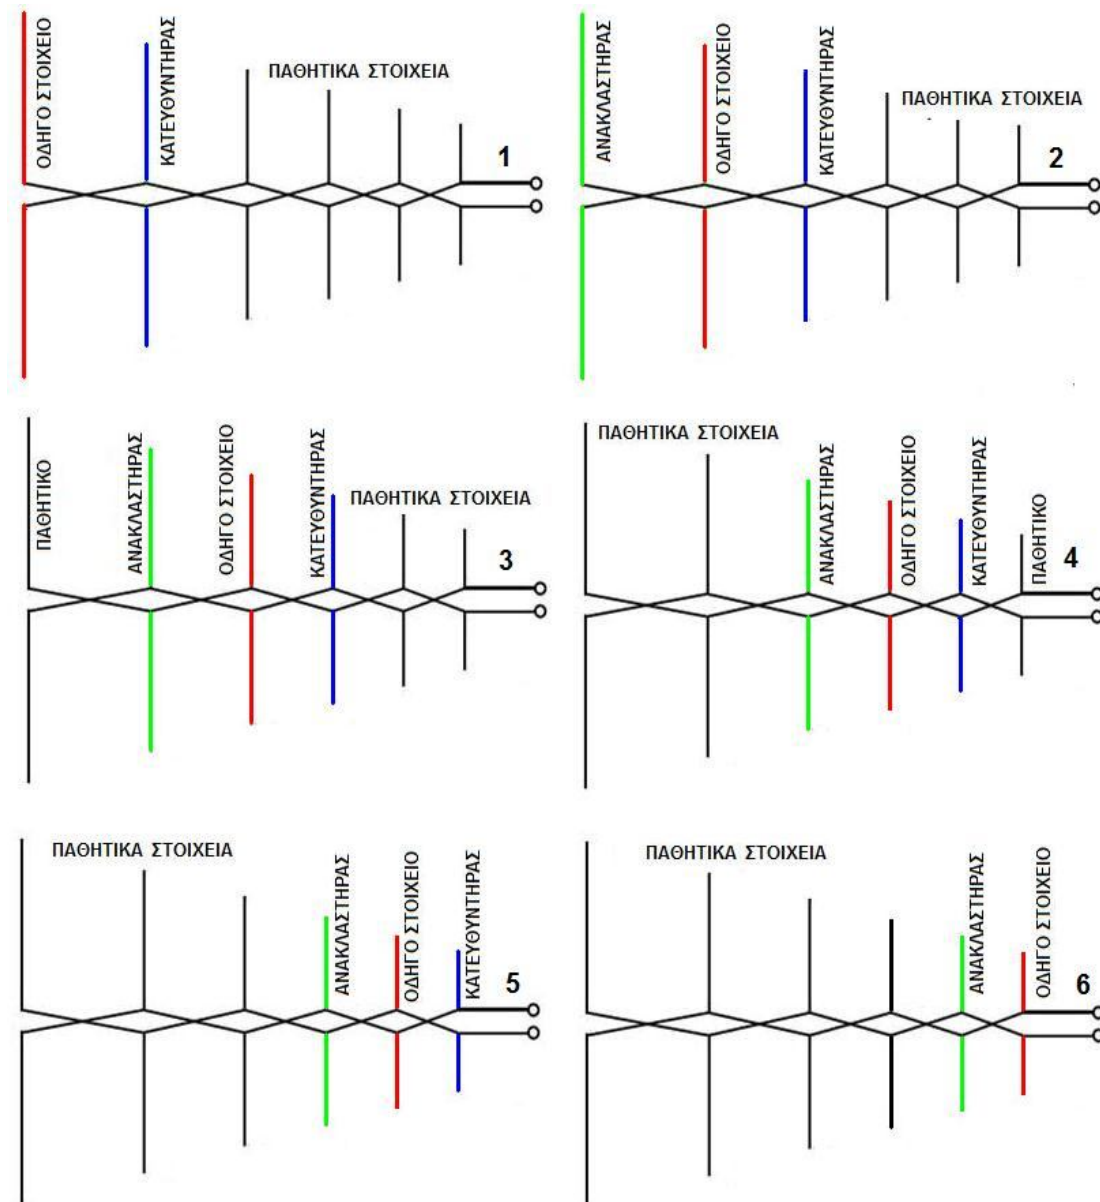 ΟΔΗΓΟ ΣΤΟΙΧΕΙΟ
ΚΑΤΕΥΘΥΝΤΗΡΑΣ
ΠΑΘΗΤΙΚΑ ΣΤΟΙΧΕΙΑ
1
ΑΝΑΚΛΑΣΤΗΡΑΣ
ΟΔΗΓΟ ΣΤΟΙΧΕΙΟ
ΚΑΤΕΥΘΥΝΤΗΡΑΣ
ΠΑΘΗΤΙΚΑ ΣΤΟΙΧΕΙΑ
2
ΠΑΘΗΤΙΚΟ
ΑΝΑΚΛΑΣΤΗΡΑΣ
ΟΔΗΓΟ ΣΤΟΙΧΕΙΟ
ΚΑΤΕΥΘΥΝΤΗΡΑΣ
ΠΑΘΗΤΙΚΑ ΣΤΟΙΧΕΙΑ
3
ΠΑΘΗΤΙΚΑ ΣΤΟΙΧΕΙΑ
ΑΝΑΚΛΑΣΤΗΡΑΣ
ΟΔΗΓΟ ΣΤΟΙΧΕΙΟ
ΚΑΤΕΥΘΥΝΤΗΡΑΣ
ΠΑΘΗΤΙΚΟ
4
ΠΑΘΗΤΙΚΑ ΣΤΟΙΧΕΙΑ
ΑΝΑΚΛΑΣΤΗΡΑΣ
ΟΔΗΓΟ ΣΤΟΙΧΕΙΟ
ΚΑΤΕΥΘΥΝΤΗΡΑΣ
5
ΠΑΘΗΤΙΚΑ ΣΤΟΙΧΕΙΑ
ΑΝΑΚΛΑΣΤΗΡΑΣ
ΟΔΗΓΟ ΣΤΟΙΧΕΙΟ
6